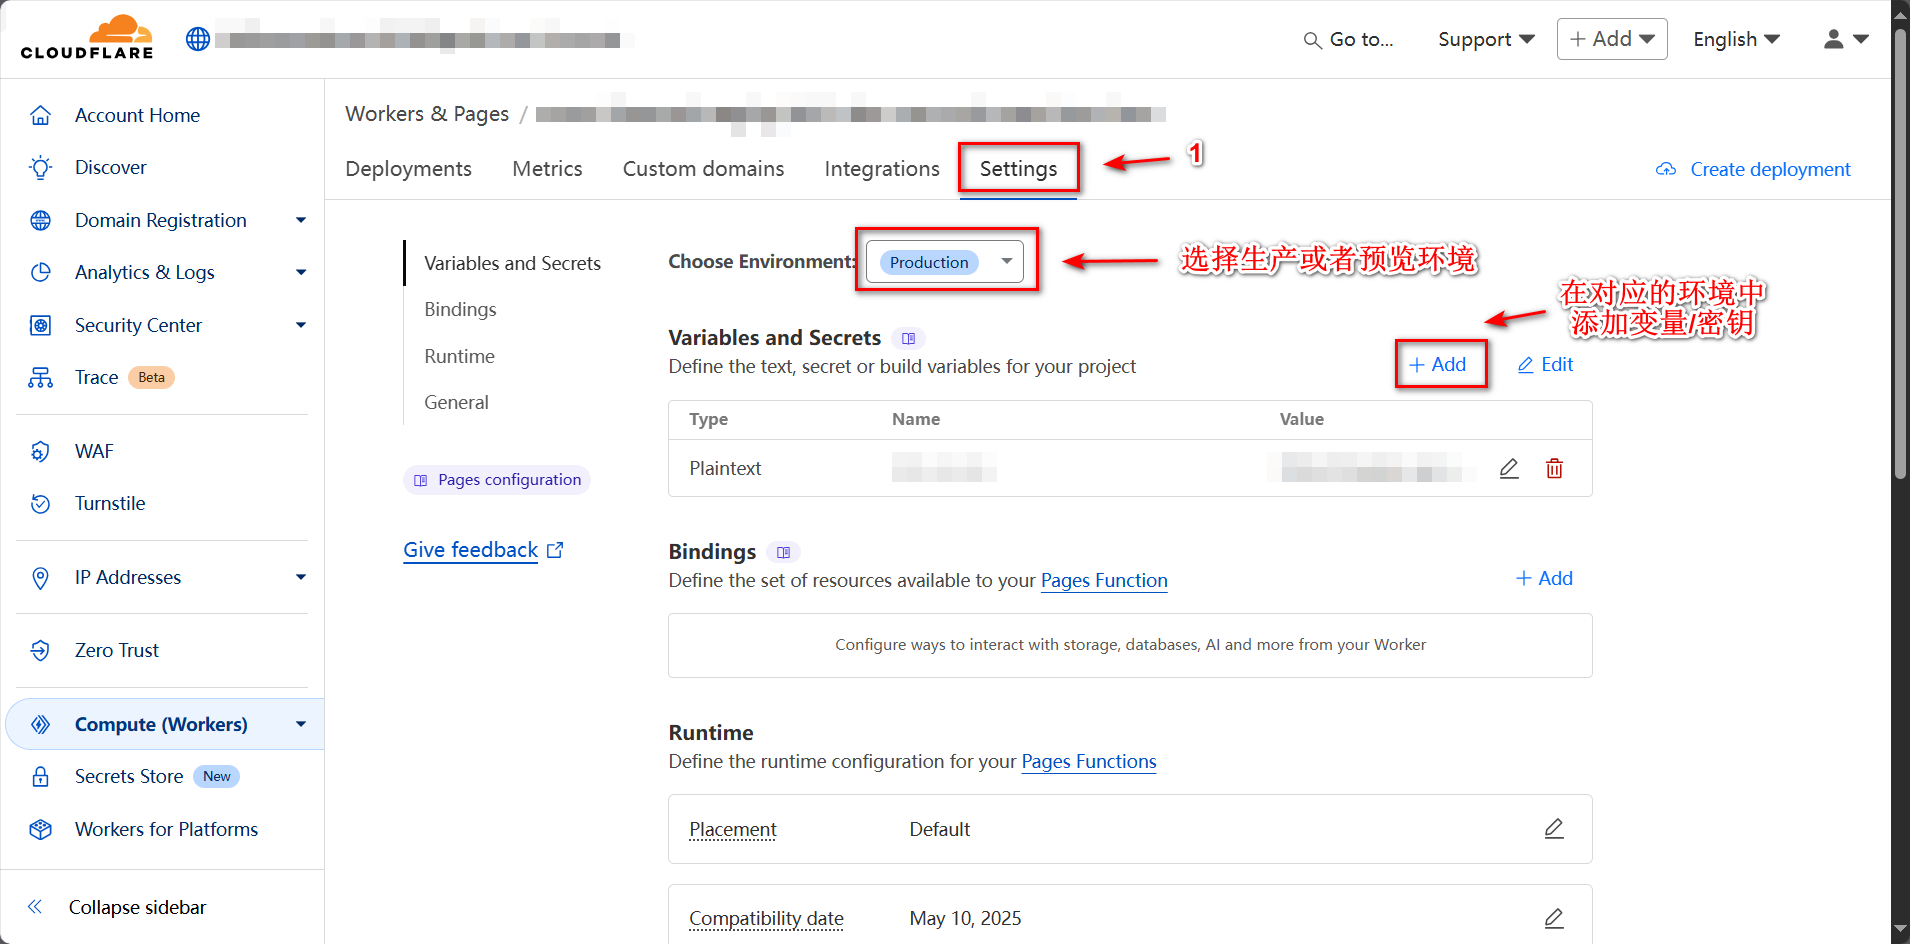 CLOUDFLARE
Go to...
Support
+ Add
English
Account Home
Discover
Domain Registration
Analytics & Logs
Security Center
Trace Beta
WAF
Turnstile
IP Addresses
Zero Trust
Compute (Workers)
Secrets Store New
Workers for Platforms
Collapse sidebar
Workers & Pages /
Deployments Metrics Custom domains Integrations Settings
1
Create deployment
Variables and Secrets
Bindings
Runtime
General
Pages configuration
Give feedback
Choose Environment: Production
选择生产或者预览环境
在对应的环境中
添加变量/密钥
Variables and Secrets
Define the text, secret or build variables for your project
+ Add
Edit
Type Name Value
Plaintext
Bindings
Define the set of resources available to your Pages Function
+ Add
Configure ways to interact with storage, databases, AI and more from your Worker
Runtime
Define the runtime configuration for your Pages Functions
Placement Default
Compatibility date May 10, 2025